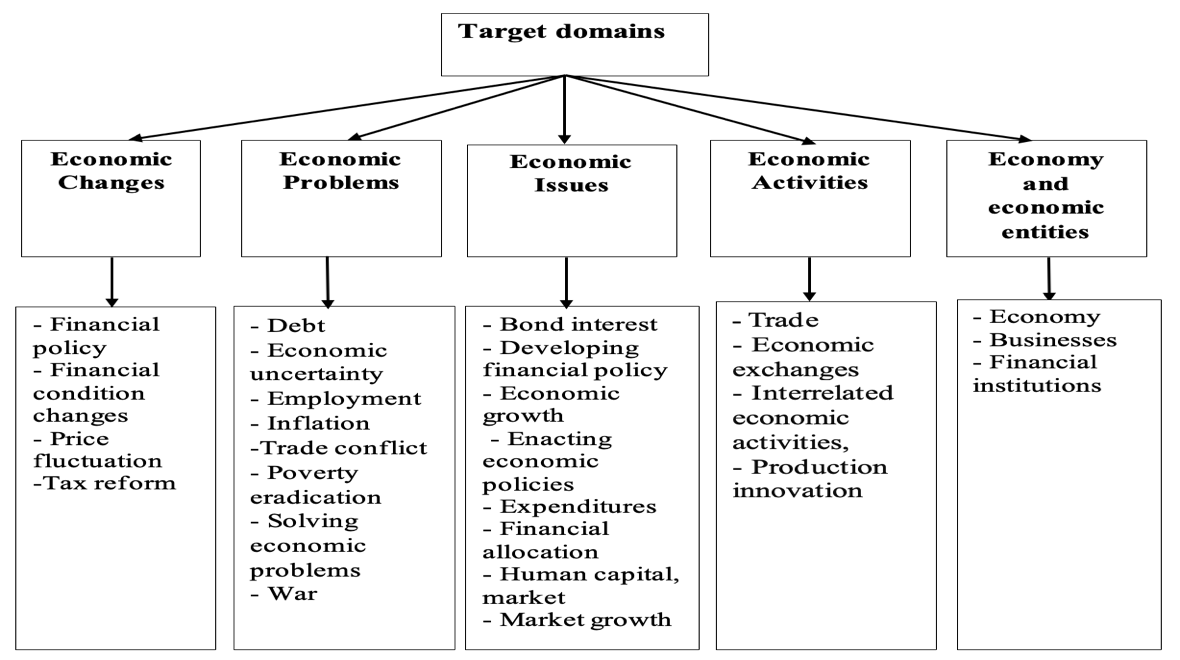 Target domains
Economic
Changes
Economic
Problems
Economic
Issues
Economic
Activities
Economy
and
economic
entities
- Financial
policy
- Financial
condition
changes
- Price
fluctuation
-Tax reform
- Debt
- Economic
uncertainty
- Employment
- Inflation
-Trade conflict
- Poverty
eradication
- Solving
economic
problems
- War
- Bond interest
- Developing
financial policy
- Economic
growth
- Enacting
economic
policies
- Expenditures
- Financial
allocation
- Human capital,
market
- Market growth
- Trade
- Economic
exchanges
- Interrelated
economic
activities,
- Production
innovation
- Economy
- Businesses
- Financial
institutions